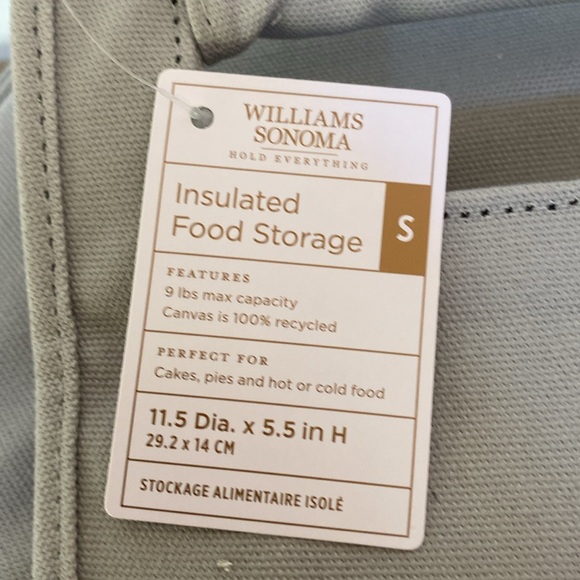 WILLIAMS
SONOMA
HOLD EVERYTHING
Insulated
Food Storage
S
FEATURES
9 lbs max capacity
Canvas is 100% recycled
PERFECT FOR
Cakes, pies and hot or cold food
11.5 Dia. x 5.5 in H
29.2 x 14 CM
STOCKAGE ALIMENTAIRE ISOLÉ